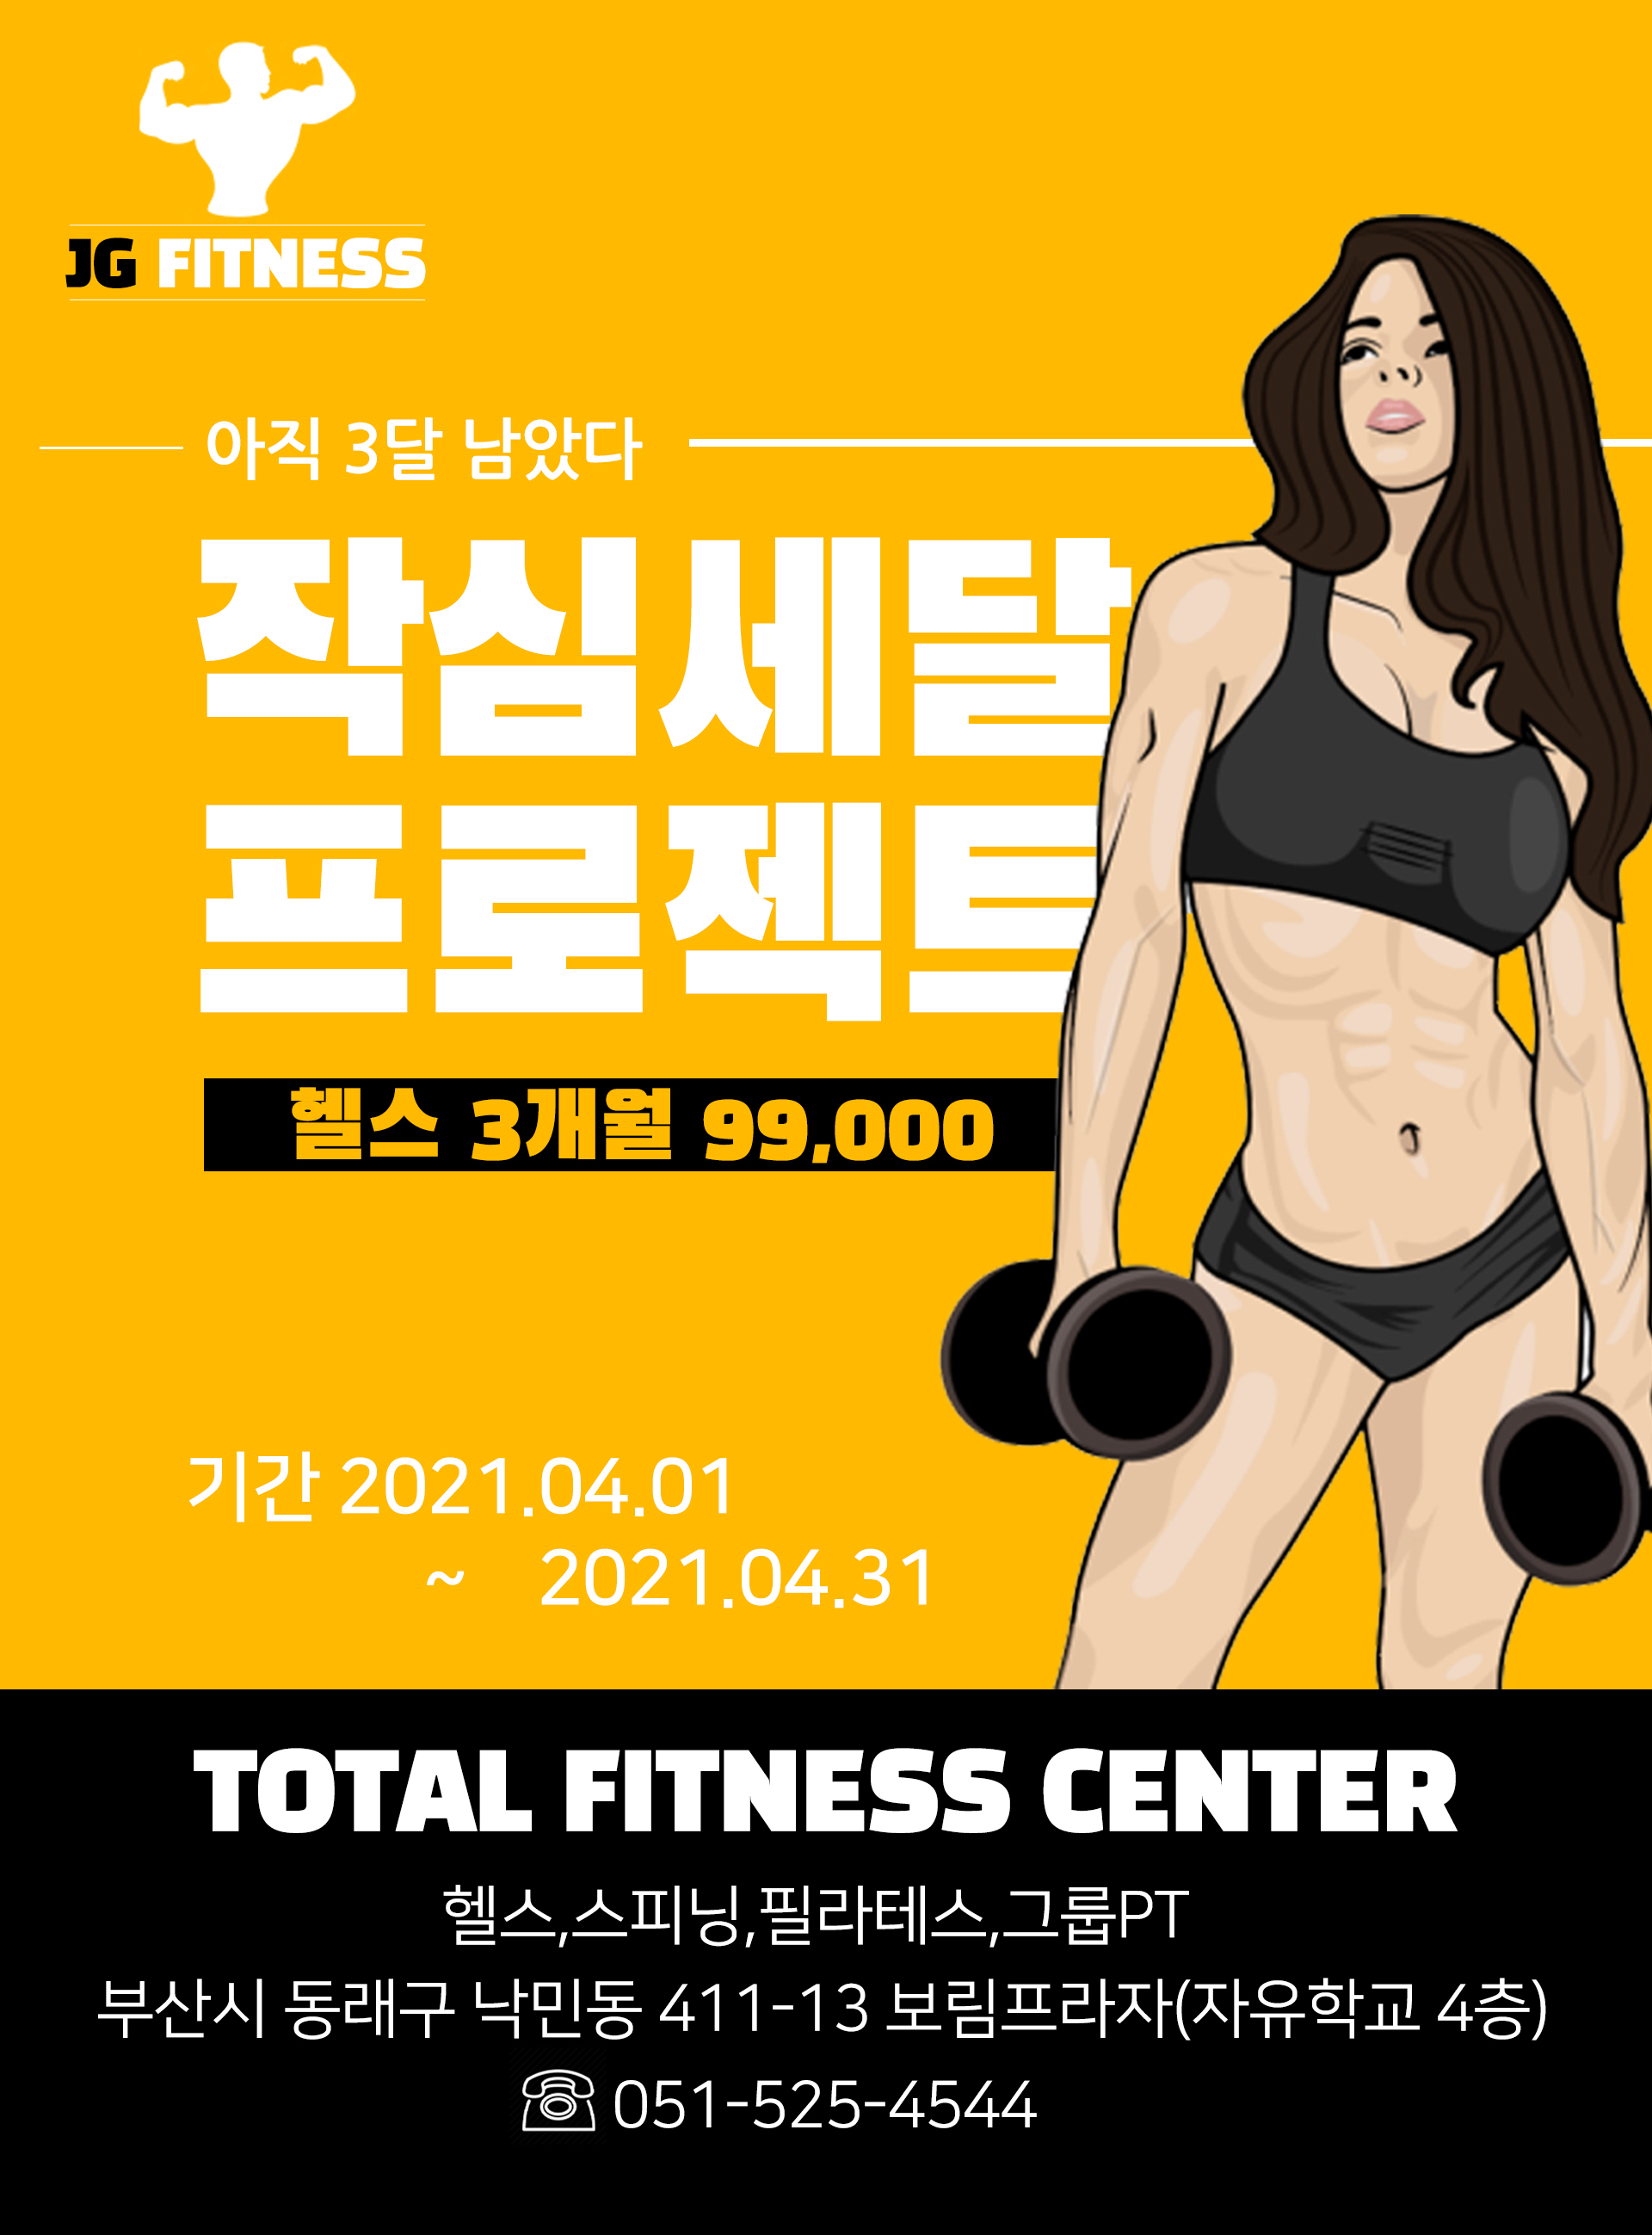 JG FITNESS
아직 3달 남았다
작심세달
프로젝트
헬스 3개월 99,000
기간 2021.04.01
~ 2021.04.31
TOTAL FITNESS CENTER
헬스,스피닝,필라테스,그룹PT
부산시 동래구 낙민동 411-13 보림프라자(자유학교 4층)
051-525-4544